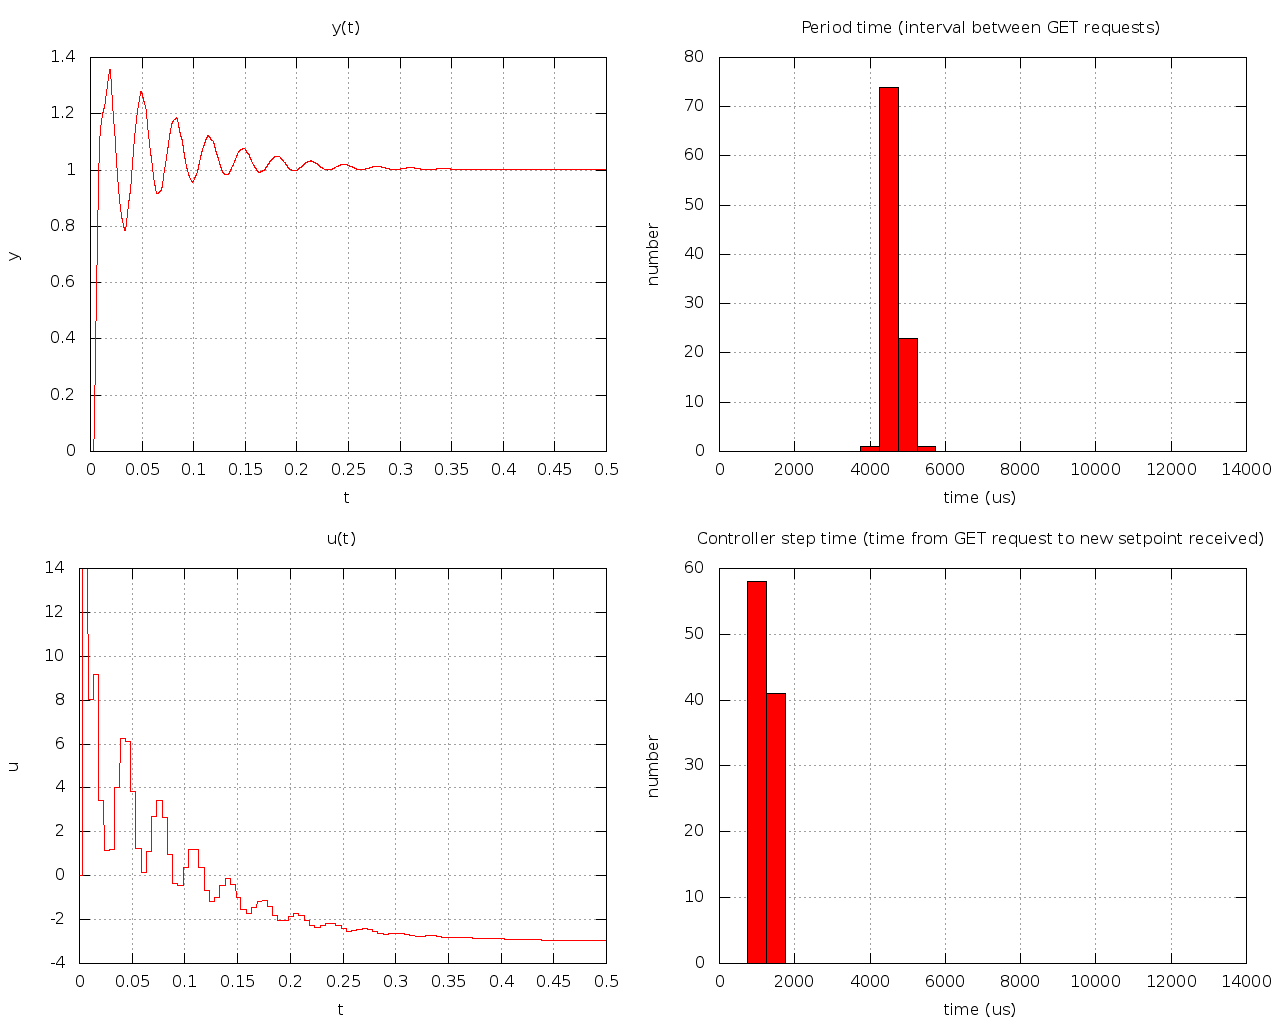 y(t)
1.4
1.2
1
0.8
0.6
0.4
0.2
0
y
0 0.05 0.1 0.15 0.2 0.25 0.3 0.35 0.4 0.45 0.5
t
Period time (interval between GET requests)
80
70
60
50
40
30
20
10
0
number
0 2000 4000 6000 8000 10000 12000 14000
time (us)
u(t)
14
12
10
8
6
4
2
0
-2
-4
u
0 0.05 0.1 0.15 0.2 0.25 0.3 0.35 0.4 0.45 0.5
t
Controller step time (time from GET request to new setpoint received)
60
50
40
30
20
10
0
number
0 2000 4000 6000 8000 10000 12000 14000
time (us)